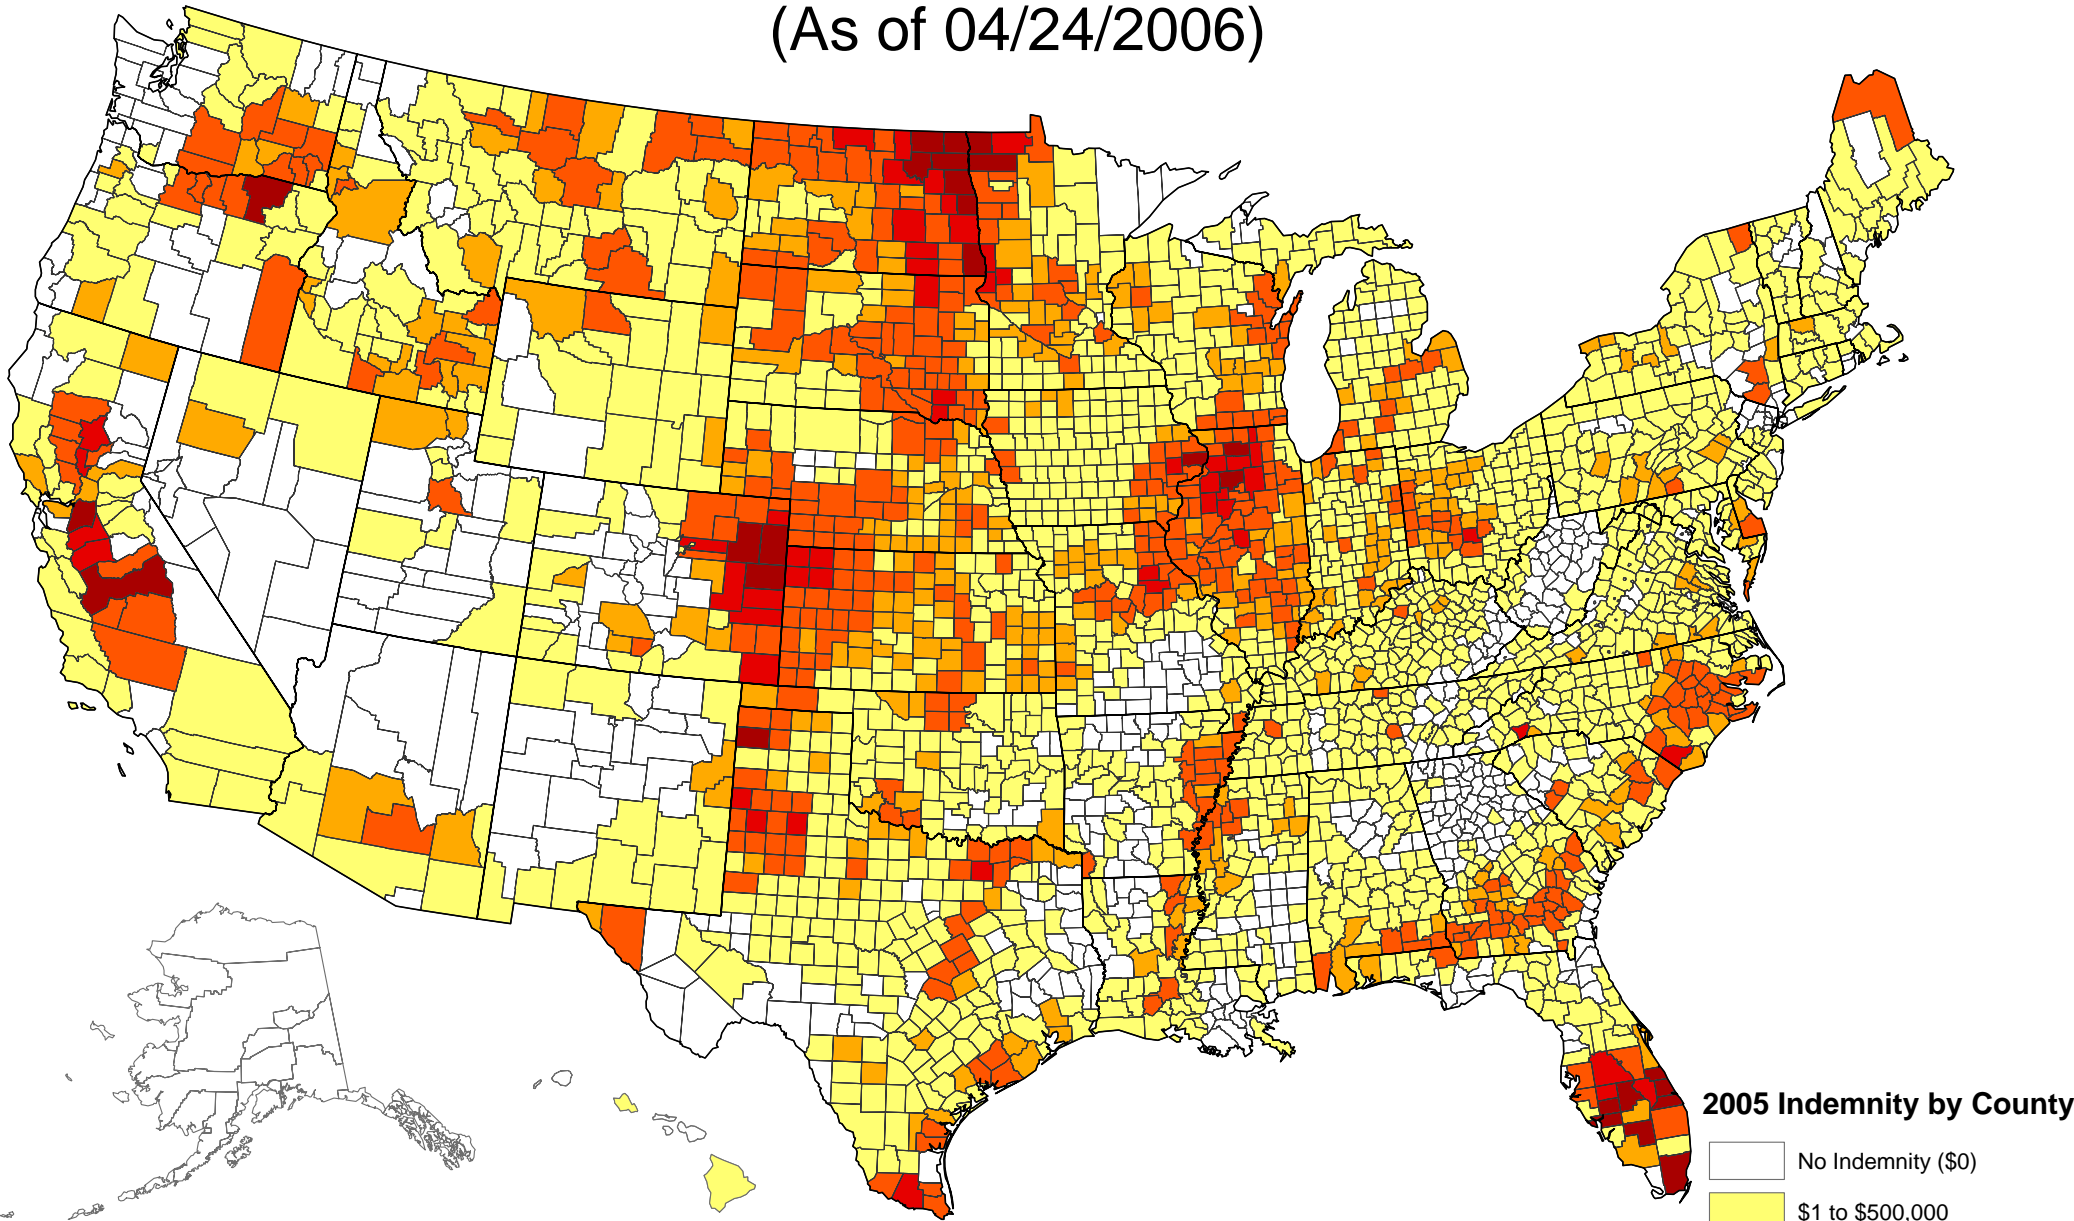 (As of 04/24/2006)
2005 Indemnity by County
No Indemnity ($0)
$1 to $500,000